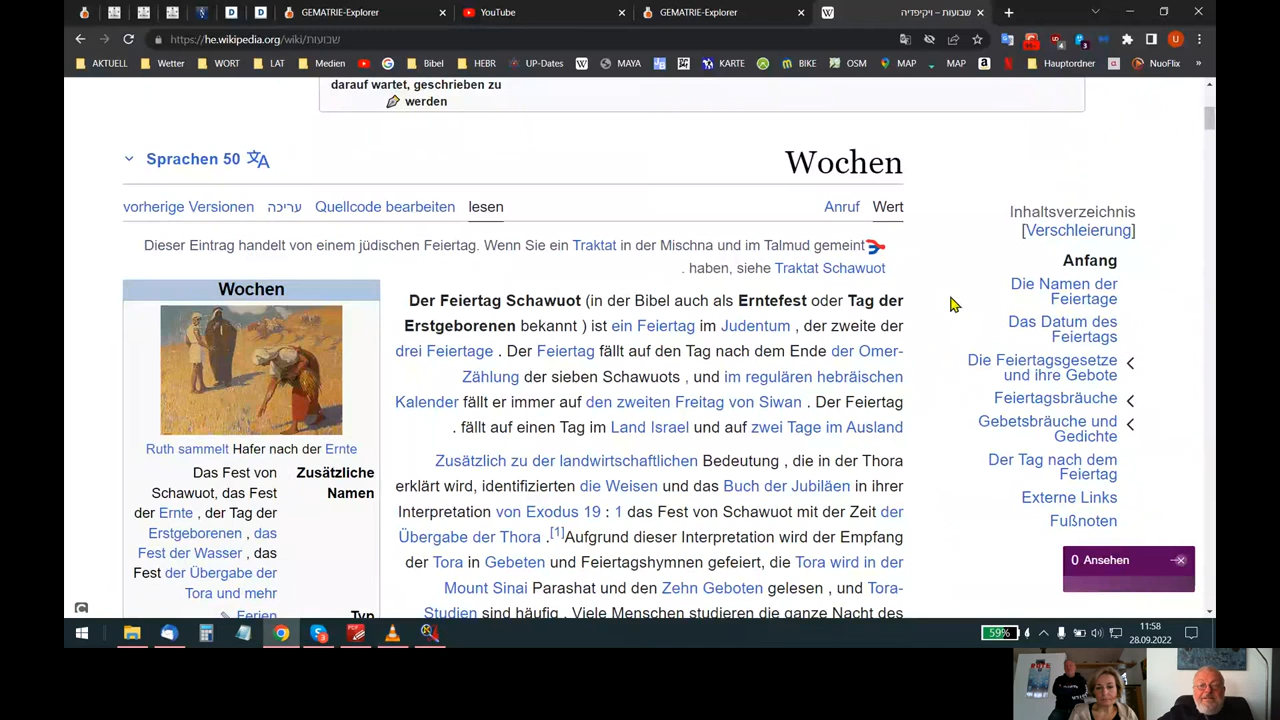 GEMATRIE-Explorer
YouTube
GEMATRIE-Explorer
שבועות – ויקיפדיה
https://he.wikipedia.org/wiki/שבועות
AKTUELL Wetter WORT LAT Medien Bibel HEBR UP-Dates MAYA KARTE BIKE OSM MAP MAP Hauptordner NuoFlix
darauf wartet, geschrieben zu
werden
Sprachen 50
Wochen
vorherige Versionen עריכה Quellcode bearbeiten lesen Anruf Wert
Dieser Eintrag handelt von einem jüdischen Feiertag. Wenn Sie ein Traktat in der Mischna und im Talmud gemeint
. haben, siehe Traktat Schawuot
Wochen
Ruth sammelt Hafer nach der Ernte
Das Fest von
Schawuot, das Fest
der Ernte , der Tag der
Erstgeborenen , das
Fest der Wasser , das
Fest der Übergabe der
Tora und mehr
Zusätzliche
Namen
Ferien
Typ
Der Feiertag Schawuot (in der Bibel auch als Erntefest oder Tag der
Erstgeborenen bekannt ) ist ein Feiertag im Judentum , der zweite der
drei Feiertage . Der Feiertag fällt auf den Tag nach dem Ende der Omer-
Zählung der sieben Schawuots , und im regulären hebräischen
Kalender fällt er immer auf den zweiten Freitag von Siwan . Der Feiertag
. fällt auf einen Tag im Land Israel und auf zwei Tage im Ausland
Zusätzlich zu der landwirtschaftlichen Bedeutung , die in der Thora
erklärt wird, identifizierten die Weisen und das Buch der Jubiläen in ihrer
Interpretation von Exodus 19 : 1 das Fest von Schawuot mit der Zeit der
Übergabe der Thora .[1]Aufgrund dieser Interpretation wird der Empfang
der Tora in Gebeten und Feiertagshymnen gefeiert, die Tora wird in der
Mount Sinai Parashat und den Zehn Geboten gelesen , und Tora-
Studien sind häufig . Viele Menschen studieren die ganze Nacht des
Inhaltsverzeichnis
[Verschleierung]
Anfang
Die Namen der
Feiertage
Das Datum des
Feiertags
Die Feiertagsgesetze
und ihre Gebote
Feiertagsbräuche
Gebetsbräuche und
Gedichte
Der Tag nach dem
Feiertag
Externe Links
Fußnoten
0 Ansehen
59%
11:58
28.09.2022